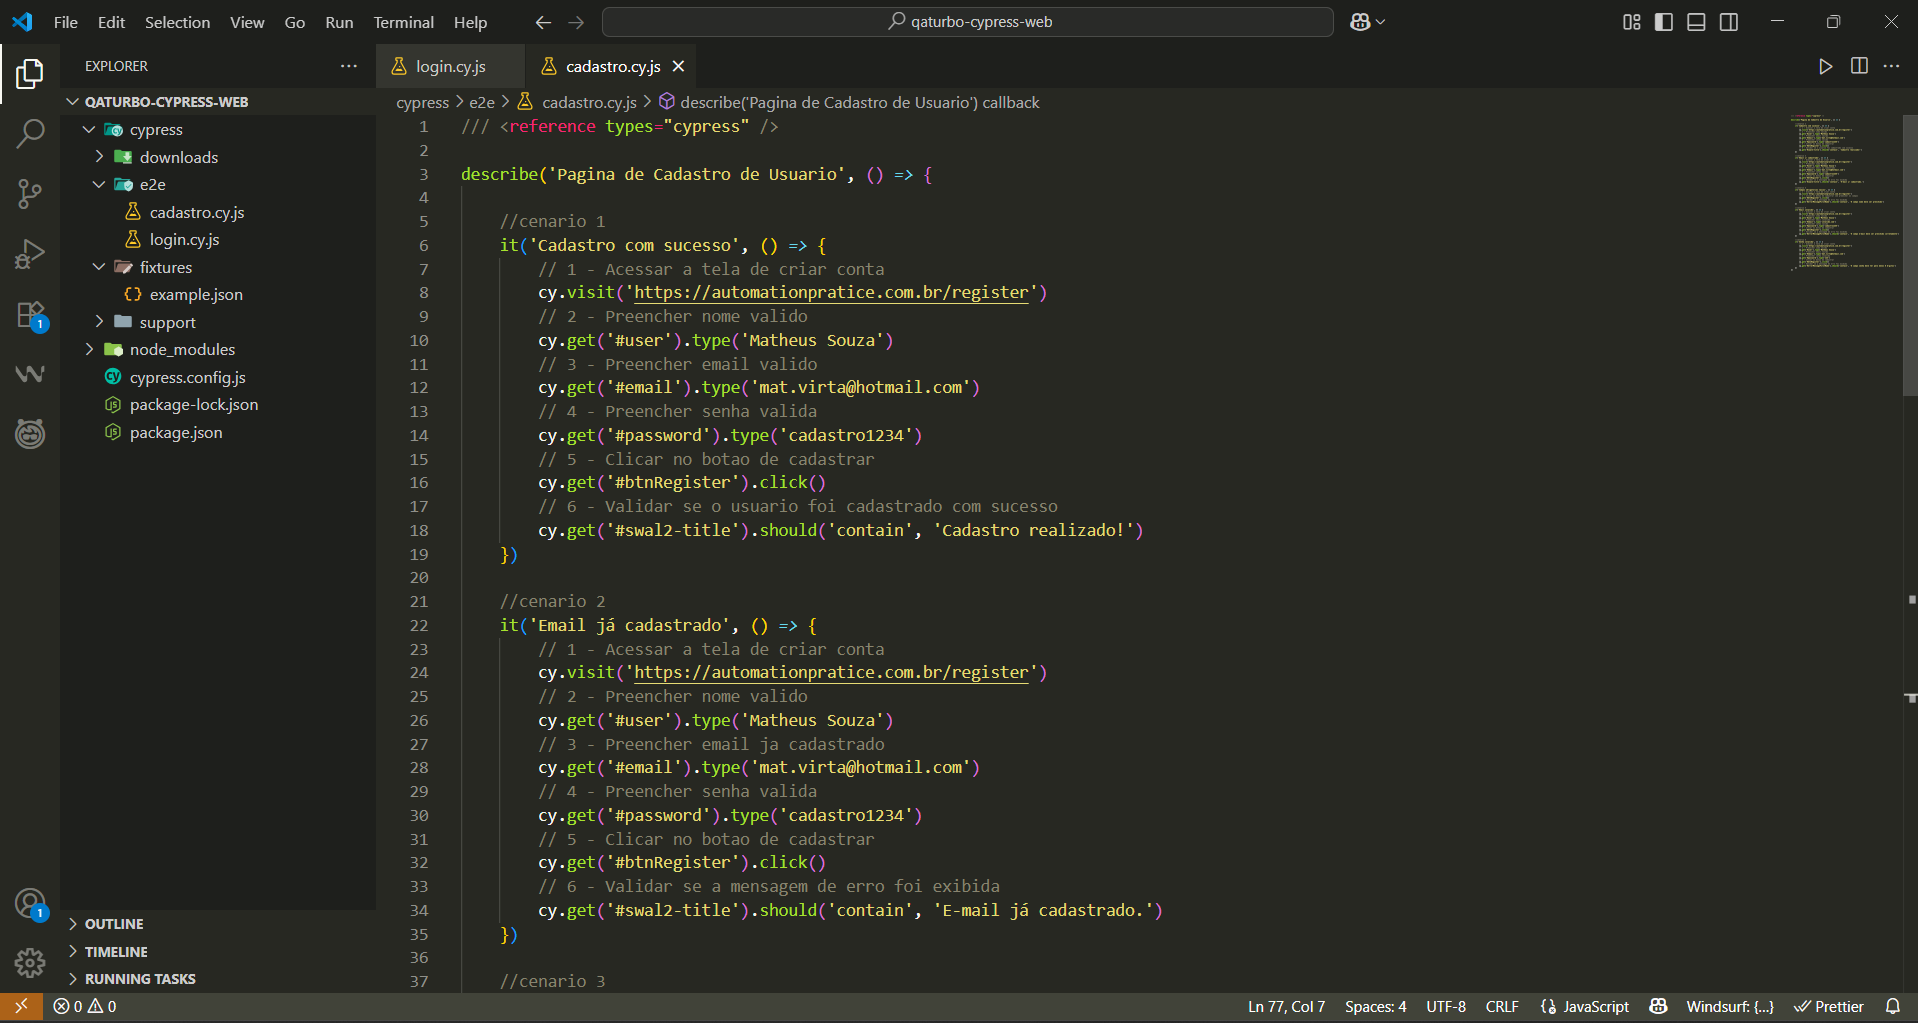 File Edit Selection View Go Run Terminal Help
qaturbo-cypress-web
EXPLORER
QATURBO-CYPRESS-WEB
cypress
downloads
e2e
cadastro.cy.js
login.cy.js
fixtures
example.json
support
node_modules
cypress.config.js
package-lock.json
package.json
OUTLINE
TIMELINE
RUNNING TASKS
1
1
login.cy.js
cadastro.cy.js
cypress > e2e > cadastro.cy.js > describe('Pagina de Cadastro de Usuario') callback
1 /// <reference types="cypress" />
2
3 describe('Pagina de Cadastro de Usuario', () => {
4
5 //cenario 1
6 it('Cadastro com sucesso', () => {
7 // 1 - Acessar a tela de criar conta
8 cy.visit('https://automationpratice.com.br/register')
9 // 2 - Preencher nome valido
10 cy.get('#user').type('Matheus Souza')
11 // 3 - Preencher email valido
12 cy.get('#email').type('mat.virta@hotmail.com')
13 // 4 - Preencher senha valida
14 cy.get('#password').type('cadastro1234')
15 // 5 - Clicar no botao de cadastrar
16 cy.get('#btnRegister').click()
17 // 6 - Validar se o usuario foi cadastrado com sucesso
18 cy.get('#swal2-title').should('contain', 'Cadastro realizado!')
19 })
20
21 //cenario 2
22 it('Email já cadastrado', () => {
23 // 1 - Acessar a tela de criar conta
24 cy.visit('https://automationpratice.com.br/register')
25 // 2 - Preencher nome valido
26 cy.get('#user').type('Matheus Souza')
27 // 3 - Preencher email ja cadastrado
28 cy.get('#email').type('mat.virta@hotmail.com')
29 // 4 - Preencher senha valida
30 cy.get('#password').type('cadastro1234')
31 // 5 - Clicar no botao de cadastrar
32 cy.get('#btnRegister').click()
33 // 6 - Validar se a mensagem de erro foi exibida
34 cy.get('#swal2-title').should('contain', 'E-mail já cadastrado.')
35 })
36
37 //cenario 3
0 0 Ln 77, Col 7 Spaces: 4 UTF-8 CRLF {} JavaScript Windsurf: {...} Prettier